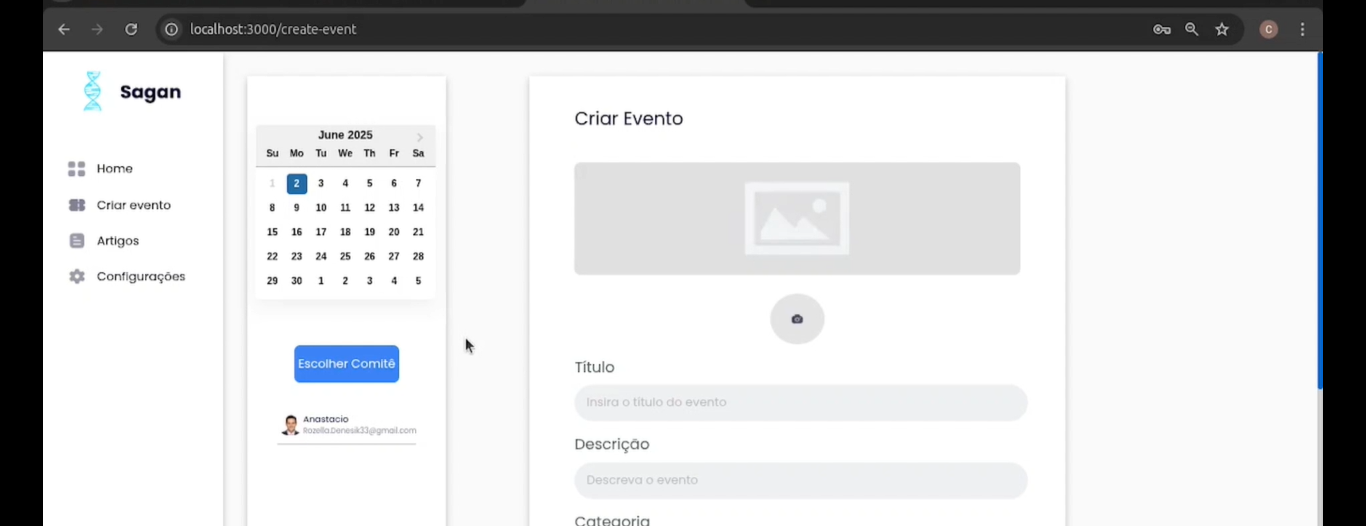 localhost:3000/create-event
C
Sagan
Home
Criar evento
Artigos
Configurações
June 2025
Su Mo Tu We Th Fr Sa
1 2 3 4 5 6 7
8 9 10 11 12 13 14
15 16 17 18 19 20 21
22 23 24 25 26 27 28
29 30 1 2 3 4 5
Escolher Comitê
Anastacio
Rozella.Denesik33@gmail.com
Criar Evento
Título
Insira o título do evento
Descrição
Descreva o evento
Categoria